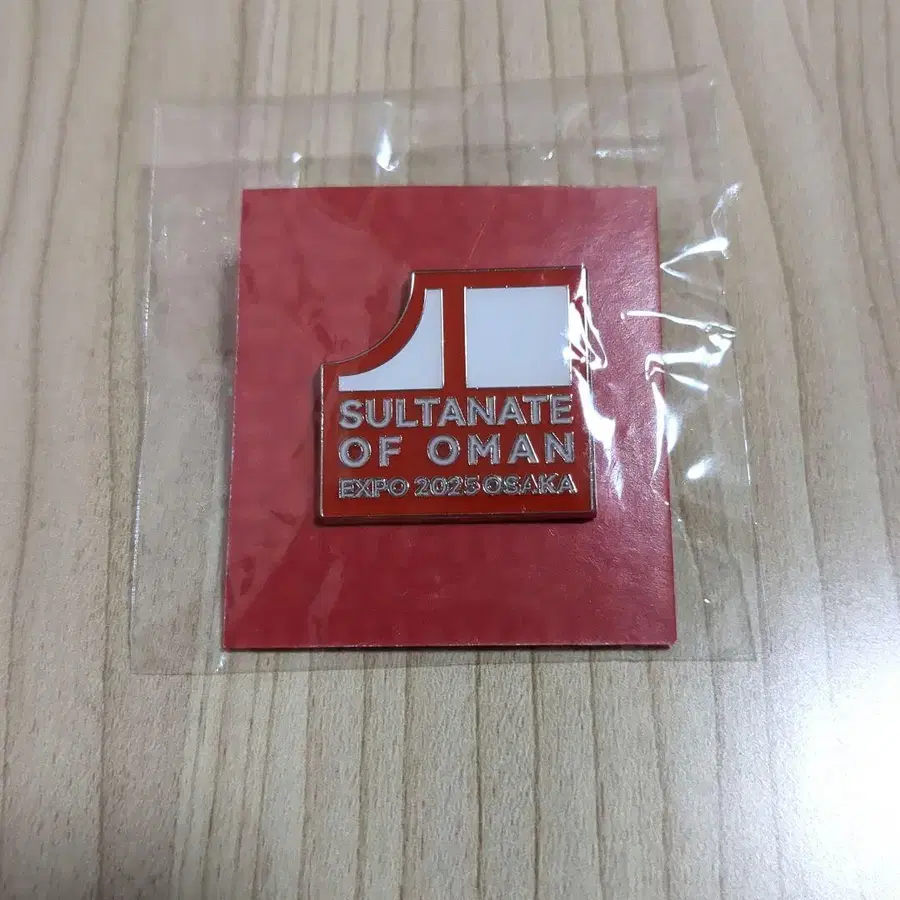 SULTANATE
OF OMAN
EXPO 2025 OSAKA